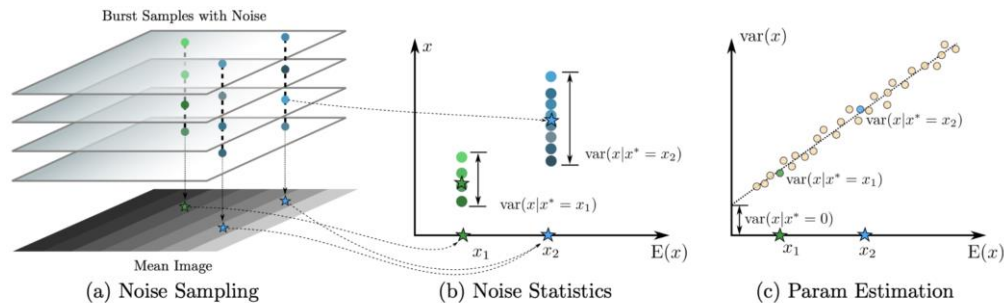 Burst Samples with Noise
Mean Image
(a) Noise Sampling
x
var(x|x* = x₂)
var(x|x* = x₁)
x₁
x₂
E(x)
(b) Noise Statistics
var(x)
var(x|x* = x₂)
var(x|x* = x₁)
var(x|x* = 0)
x₁
x₂
E(x)
(c) Param Estimation